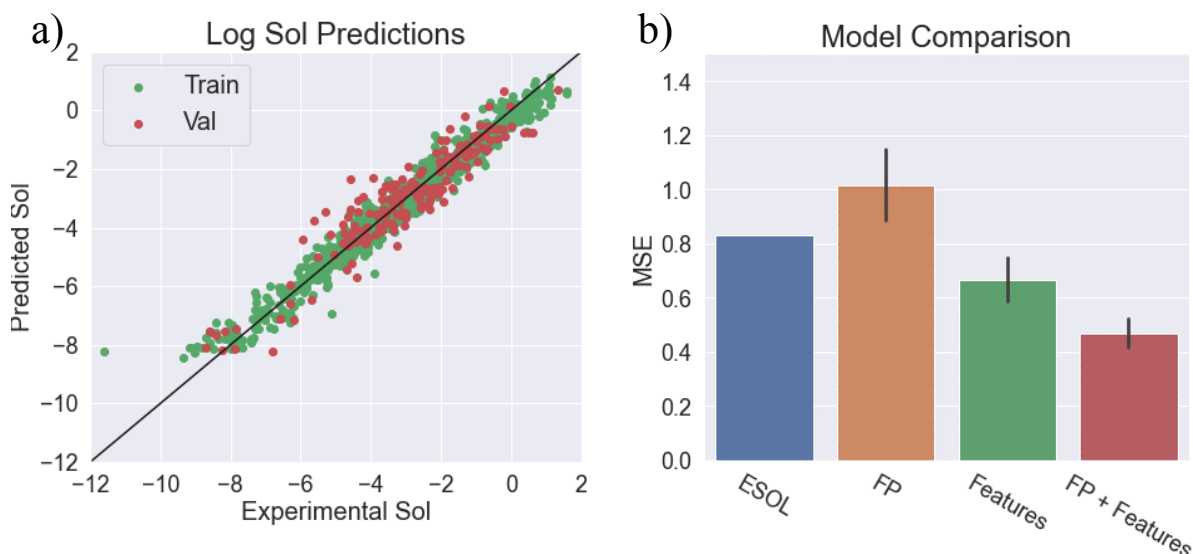 a)
Log Sol Predictions
Train
Val
2
0
−2
−4
−6
−8
−10
−12
Predicted Sol
−12 −10 −8 −6 −4 −2 0 2
Experimental Sol
b)
Model Comparison
1.4
1.2
1.0
0.8
0.6
0.4
0.2
0.0
MSE
ESOL
FP
Features
FP + Features